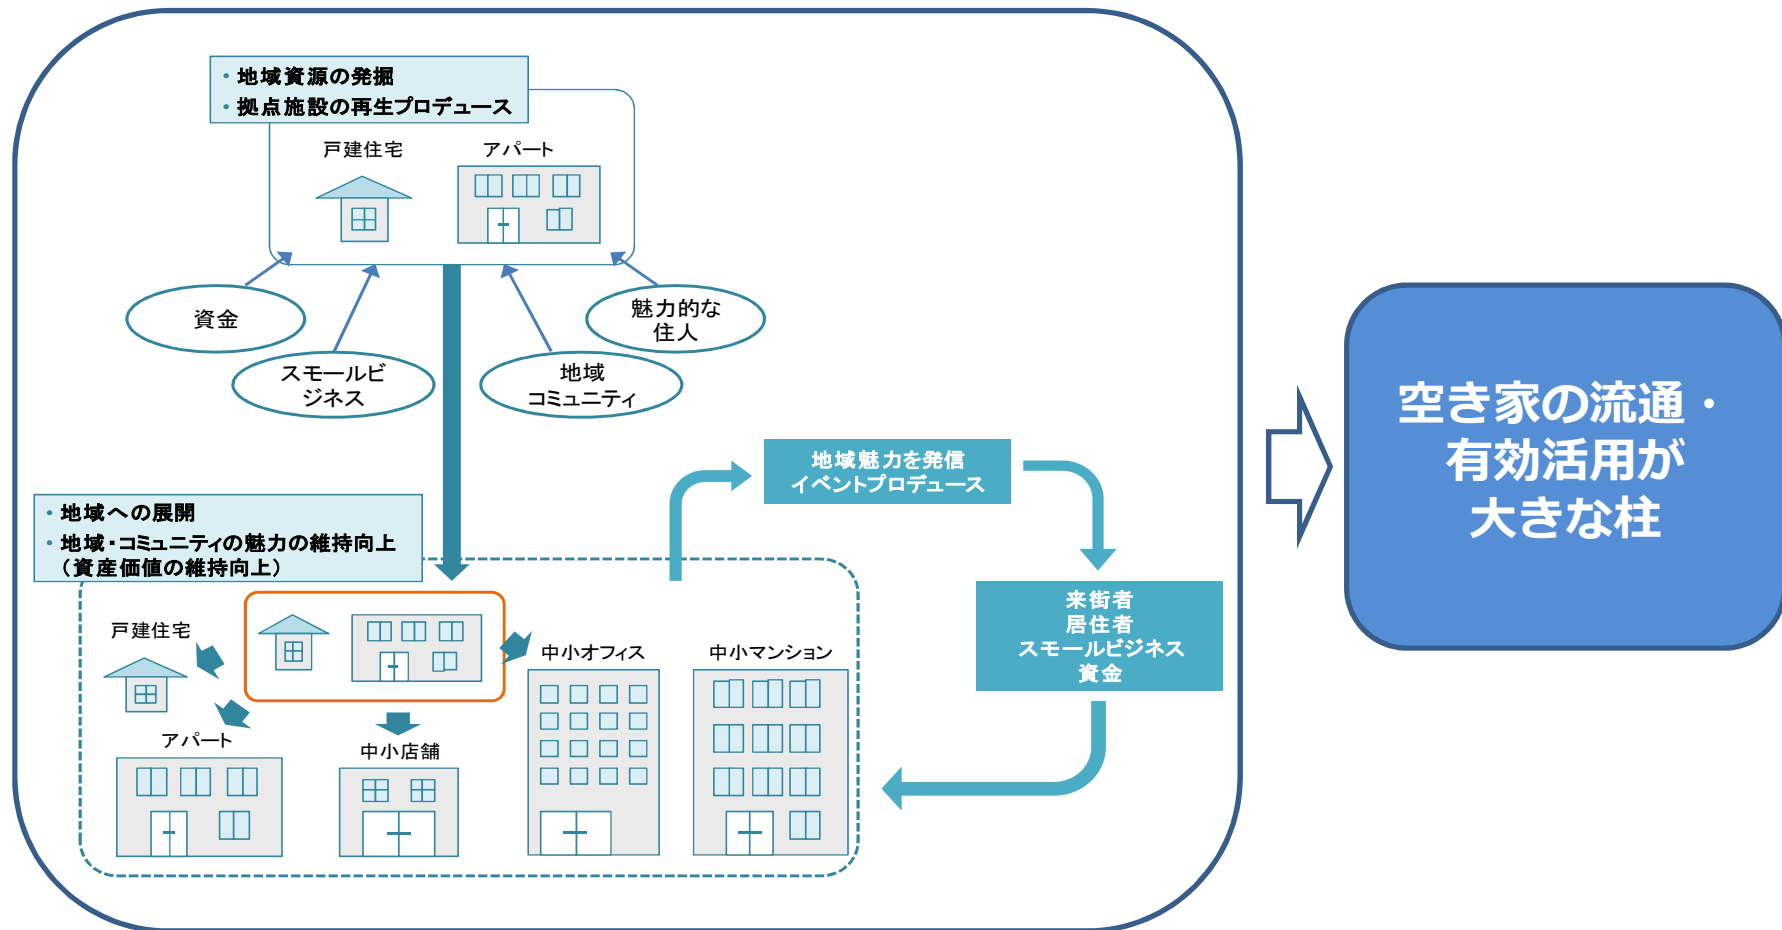 ・地域資源の発掘
・拠点施設の再生プロデュース
戸建住宅
アパート
資金
スモールビ
ジネス
地域
コミュニティ
魅力的な
住人
・地域への展開
・地域・コミュニティの魅力の維持向上
（資産価値の維持向上）
戸建住宅
アパート
中小店舗
中小オフィス
中小マンション
地域魅力を発信
イベントプロデュース
来街者
居住者
スモールビジネス
資金
空き家の流通・
有効活用が
大きな柱